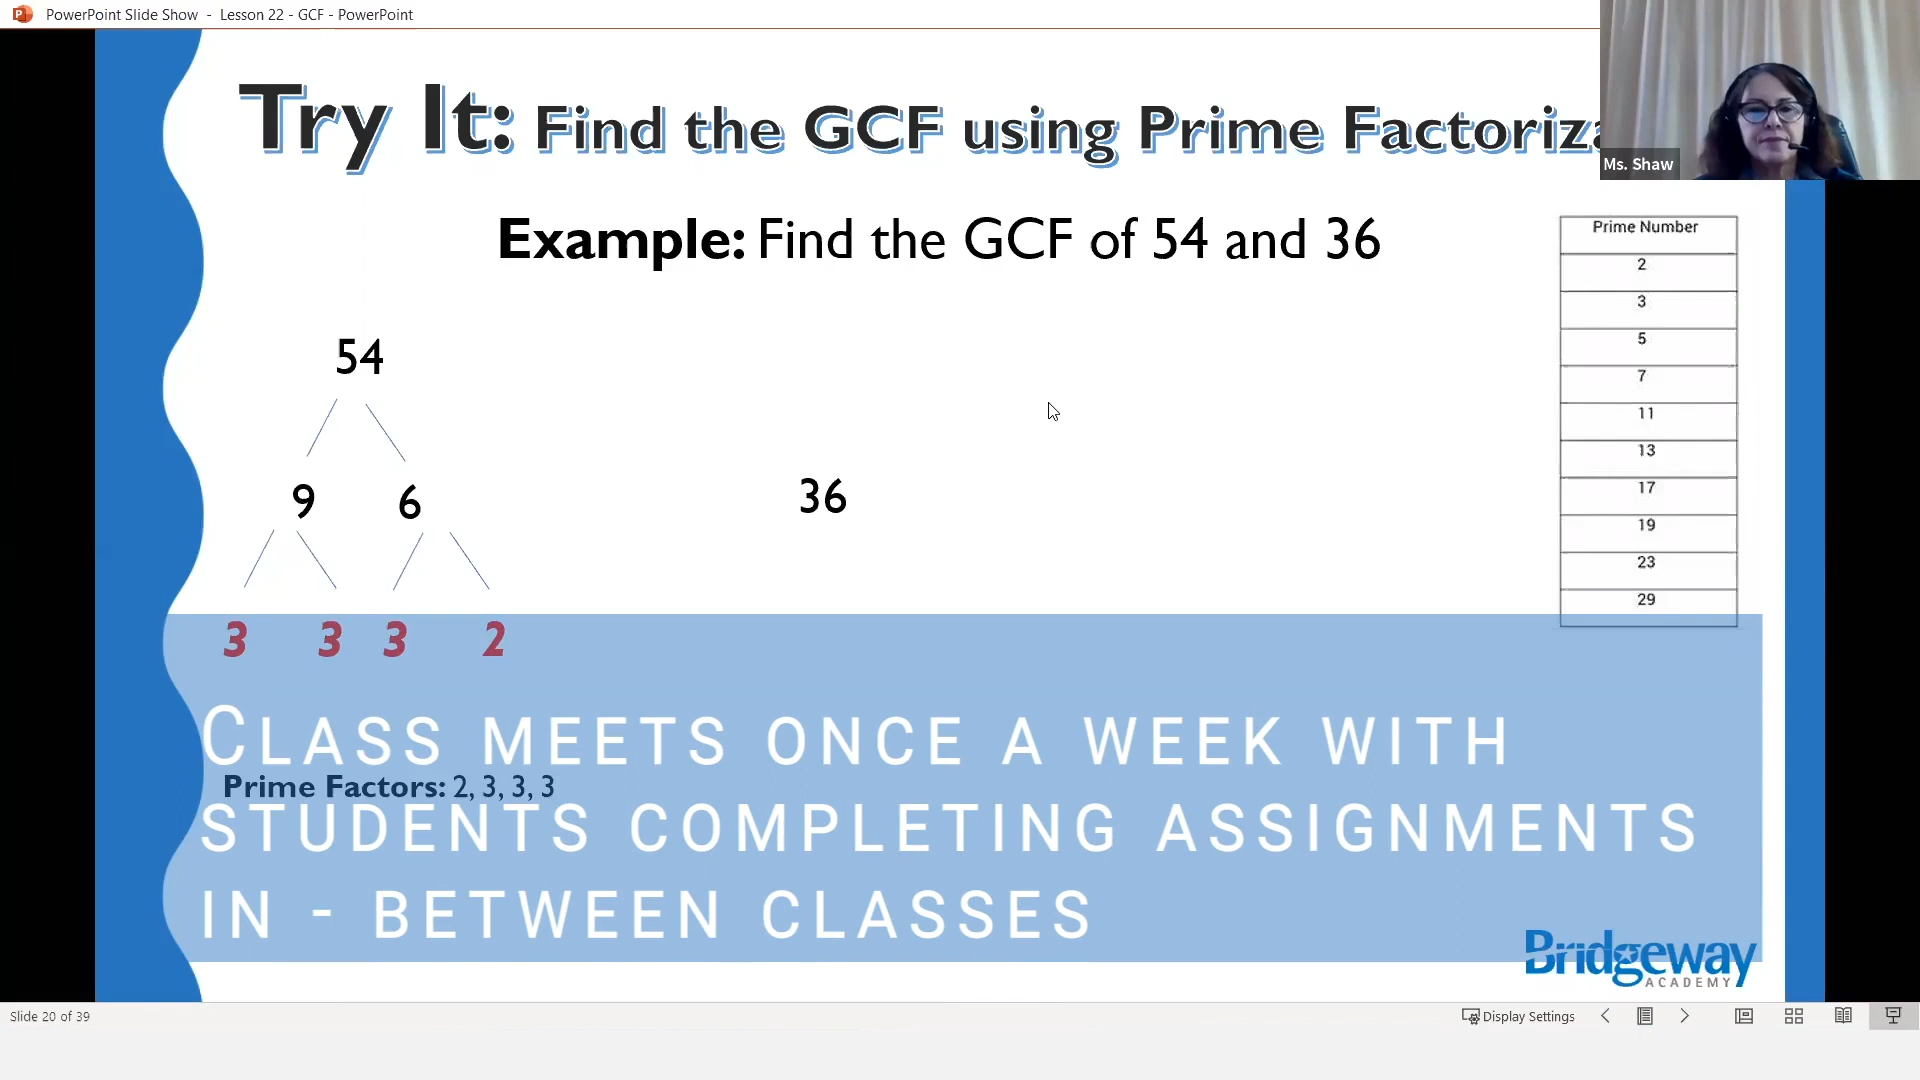 PowerPoint Slide Show - Lesson 22 - GCF - PowerPoint
Try It: Find the GCF using Prime Factoriza
Ms. Shaw
Example: Find the GCF of 54 and 36
Prime Number
2
3
5
7
11
13
17
19
23
29
54
9 6
36
3 3 3 2
Prime Factors: 2, 3, 3, 3
CLASS MEETS ONCE A WEEK WITH
STUDENTS COMPLETING ASSIGNMENTS
IN - BETWEEN CLASSES
Bridgeway
ACADEMY
Slide 20 of 39
Display Settings